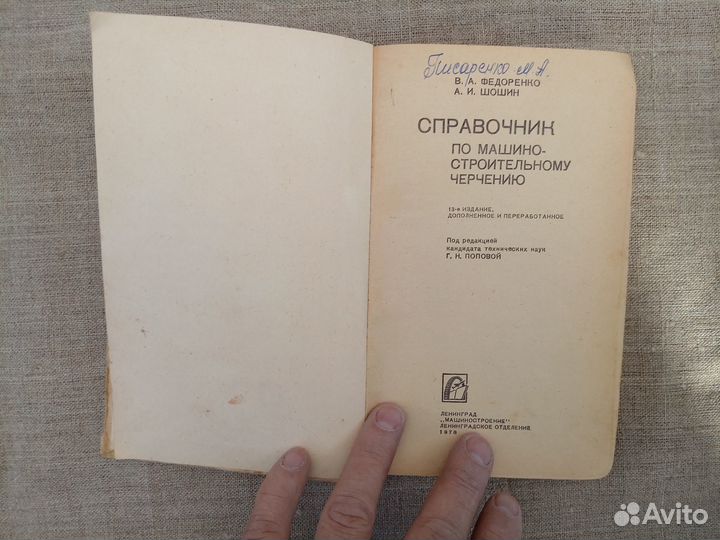 Писаренко М.А.
В. А. ФЕДОРЕНКО
А. И. ШОШИН
СПРАВОЧНИК
ПО МАШИНО-
СТРОИТЕЛЬНОМУ
ЧЕРЧЕНИЮ
13-е ИЗДАНИЕ,
ДОПОЛНЕННОЕ И ПЕРЕРАБОТАННОЕ
Под редакцией
кандидата технических наук
Г. Н. ПОПОВОЙ
ЛЕНИНГРАД
„МАШИНОСТРОЕНИЕ"
ЛЕНИНГРАДСКОЕ ОТДЕЛЕНИЕ
1978
Avito